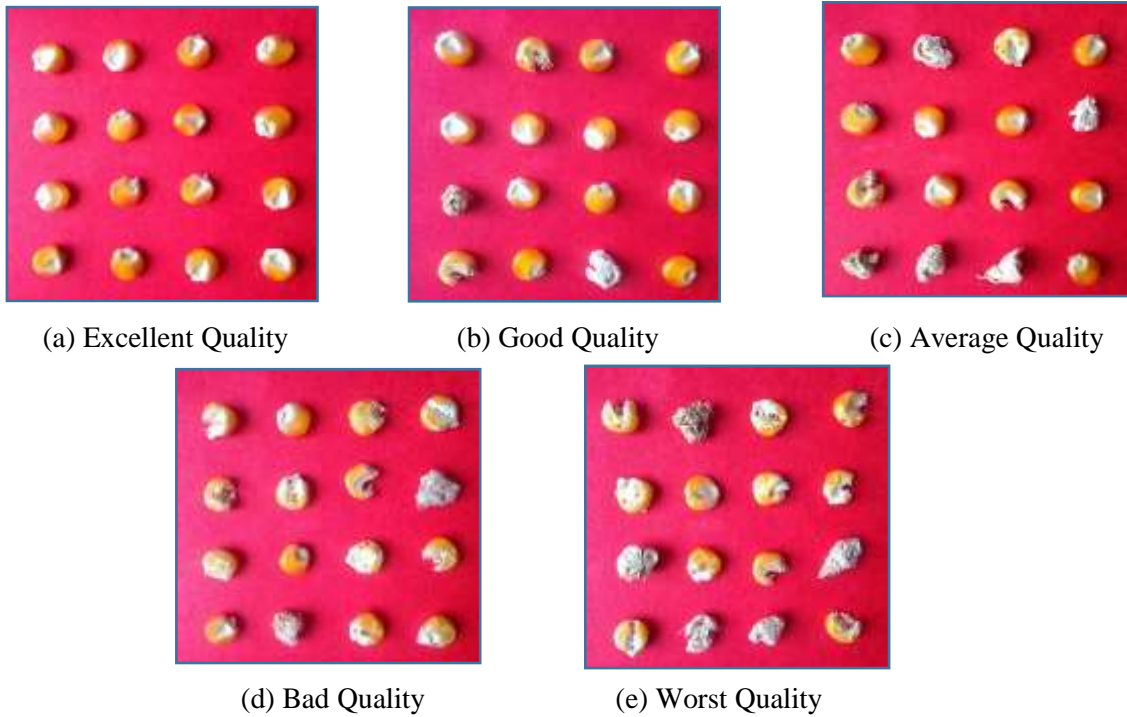 (a) Excellent Quality
(b) Good Quality
(c) Average Quality
(d) Bad Quality
(e) Worst Quality